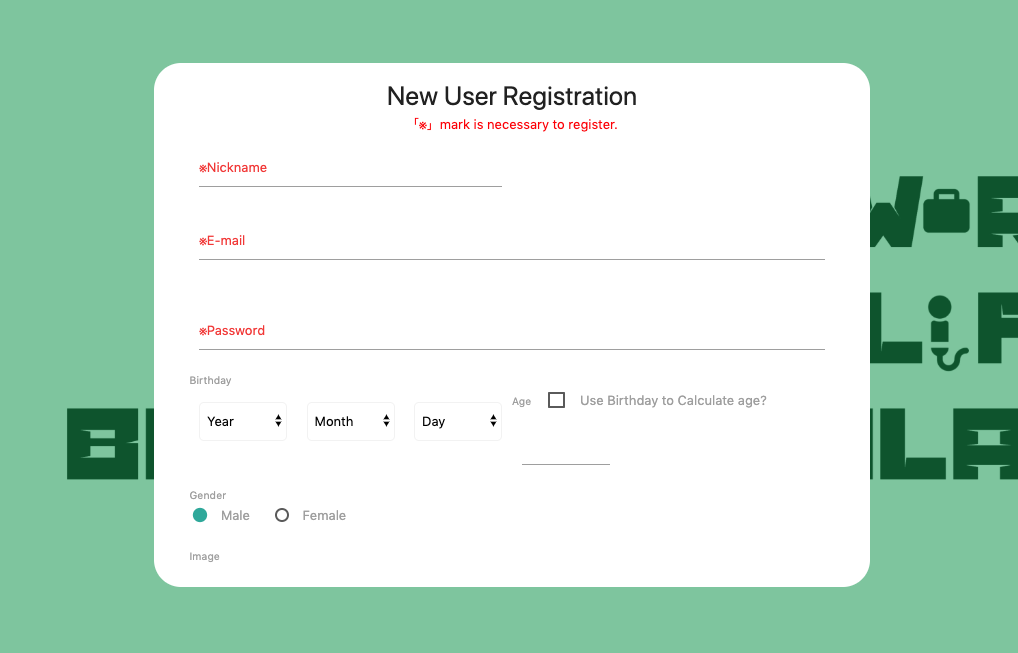 New User Registration
「※」 mark is necessary to register.
※Nickname
※E-mail
※Password
Birthday
Year
Month
Day
Age
Use Birthday to Calculate age?
Gender
Male
Female
Image